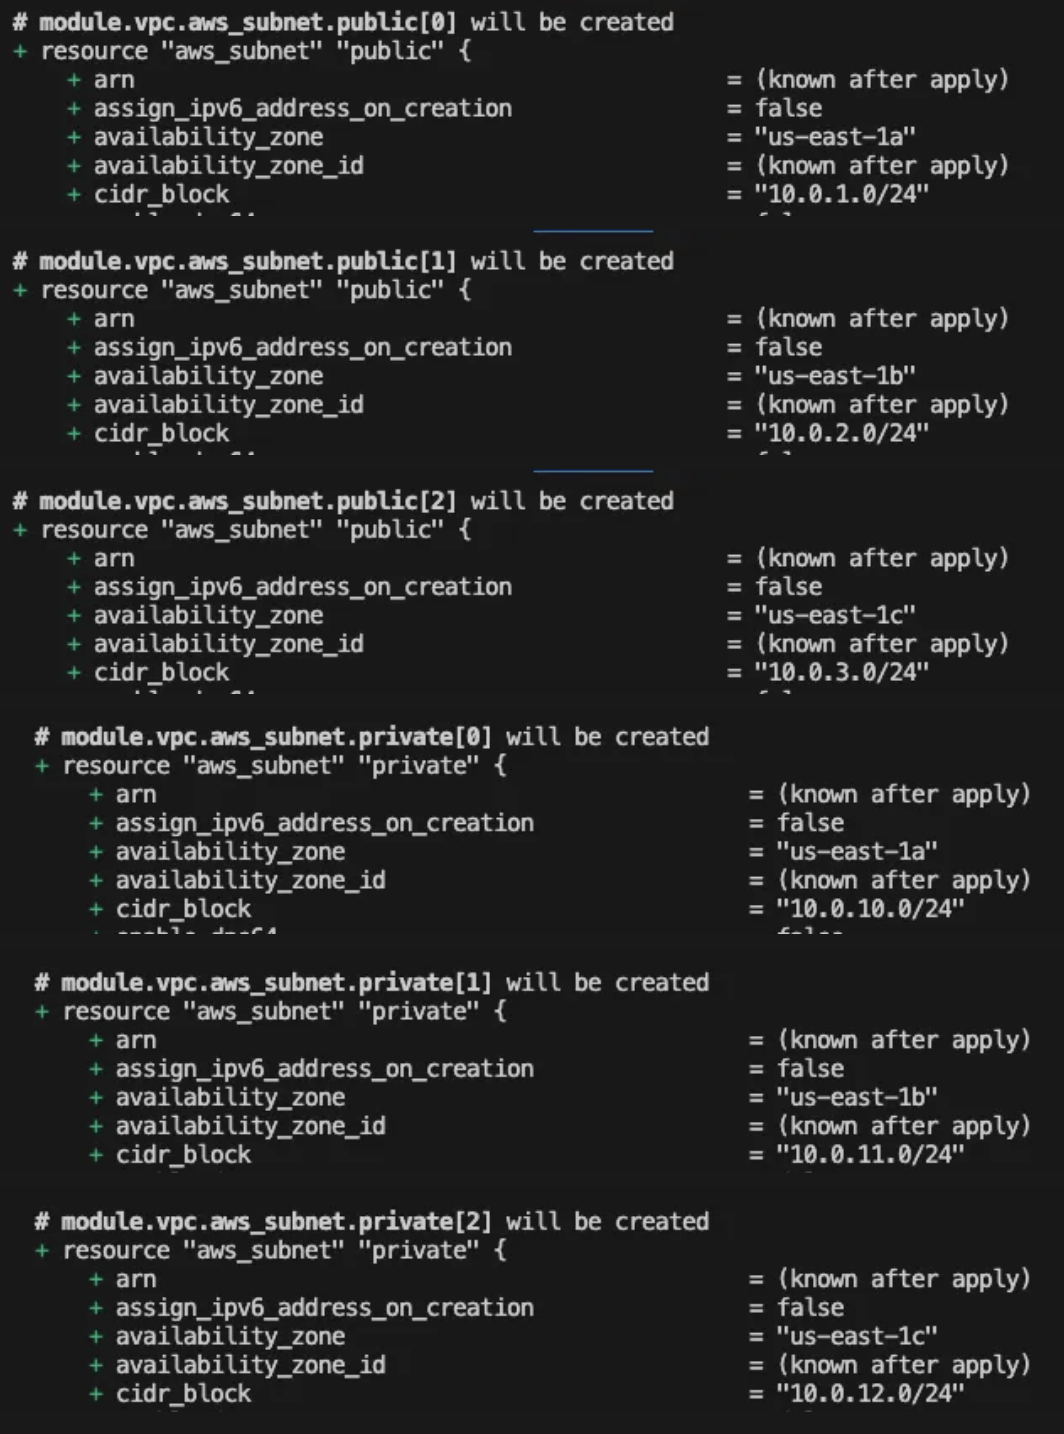 # module.vpc.aws_subnet.public[0] will be created
+ resource "aws_subnet" "public" {
+ arn = (known after apply)
+ assign_ipv6_address_on_creation = false
+ availability_zone = "us-east-1a"
+ availability_zone_id = (known after apply)
+ cidr_block = "10.0.1.0/24"
# module.vpc.aws_subnet.public[1] will be created
+ resource "aws_subnet" "public" {
+ arn = (known after apply)
+ assign_ipv6_address_on_creation = false
+ availability_zone = "us-east-1b"
+ availability_zone_id = (known after apply)
+ cidr_block = "10.0.2.0/24"
# module.vpc.aws_subnet.public[2] will be created
+ resource "aws_subnet" "public" {
+ arn = (known after apply)
+ assign_ipv6_address_on_creation = false
+ availability_zone = "us-east-1c"
+ availability_zone_id = (known after apply)
+ cidr_block = "10.0.3.0/24"
# module.vpc.aws_subnet.private[0] will be created
+ resource "aws_subnet" "private" {
+ arn = (known after apply)
+ assign_ipv6_address_on_creation = false
+ availability_zone = "us-east-1a"
+ availability_zone_id = (known after apply)
+ cidr_block = "10.0.10.0/24"
# module.vpc.aws_subnet.private[1] will be created
+ resource "aws_subnet" "private" {
+ arn = (known after apply)
+ assign_ipv6_address_on_creation = false
+ availability_zone = "us-east-1b"
+ availability_zone_id = (known after apply)
+ cidr_block = "10.0.11.0/24"
# module.vpc.aws_subnet.private[2] will be created
+ resource "aws_subnet" "private" {
+ arn = (known after apply)
+ assign_ipv6_address_on_creation = false
+ availability_zone = "us-east-1c"
+ availability_zone_id = (known after apply)
+ cidr_block = "10.0.12.0/24"